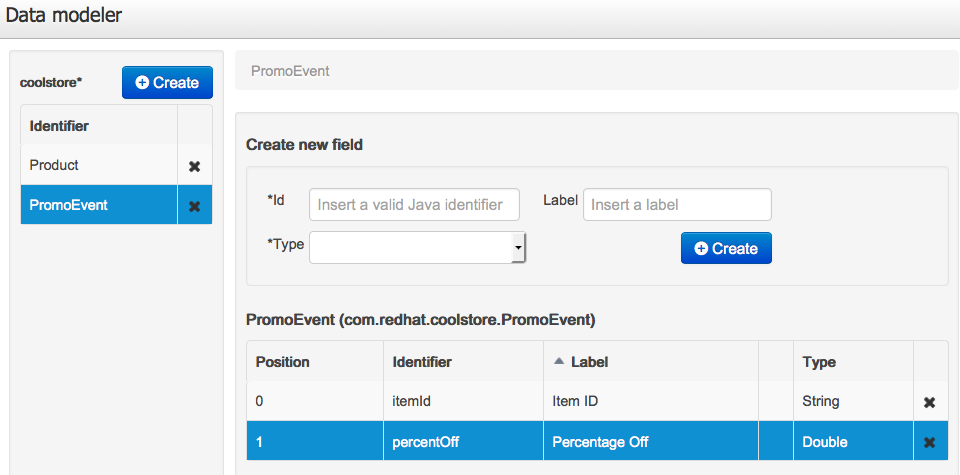 Data modeler
coolstore*
Create
Identifier
Product
PromoEvent
PromoEvent
Create new field
*Id Insert a valid Java identifier Label Insert a label
*Type
Create
PromoEvent (com.redhat.coolstore.PromoEvent)
Position Identifier Label Type
0 itemId Item ID String
1 percentOff Percentage Off Double